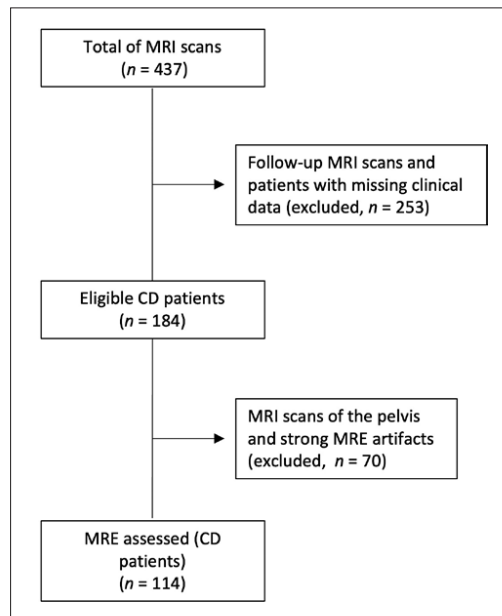 Total of MRI scans
(n = 437)
Follow-up MRI scans and
patients with missing clinical
data (excluded, n = 253)
Eligible CD patients
(n = 184)
MRI scans of the pelvis
and strong MRE artifacts
(excluded, n = 70)
MRE assessed (CD
patients)
(n = 114)